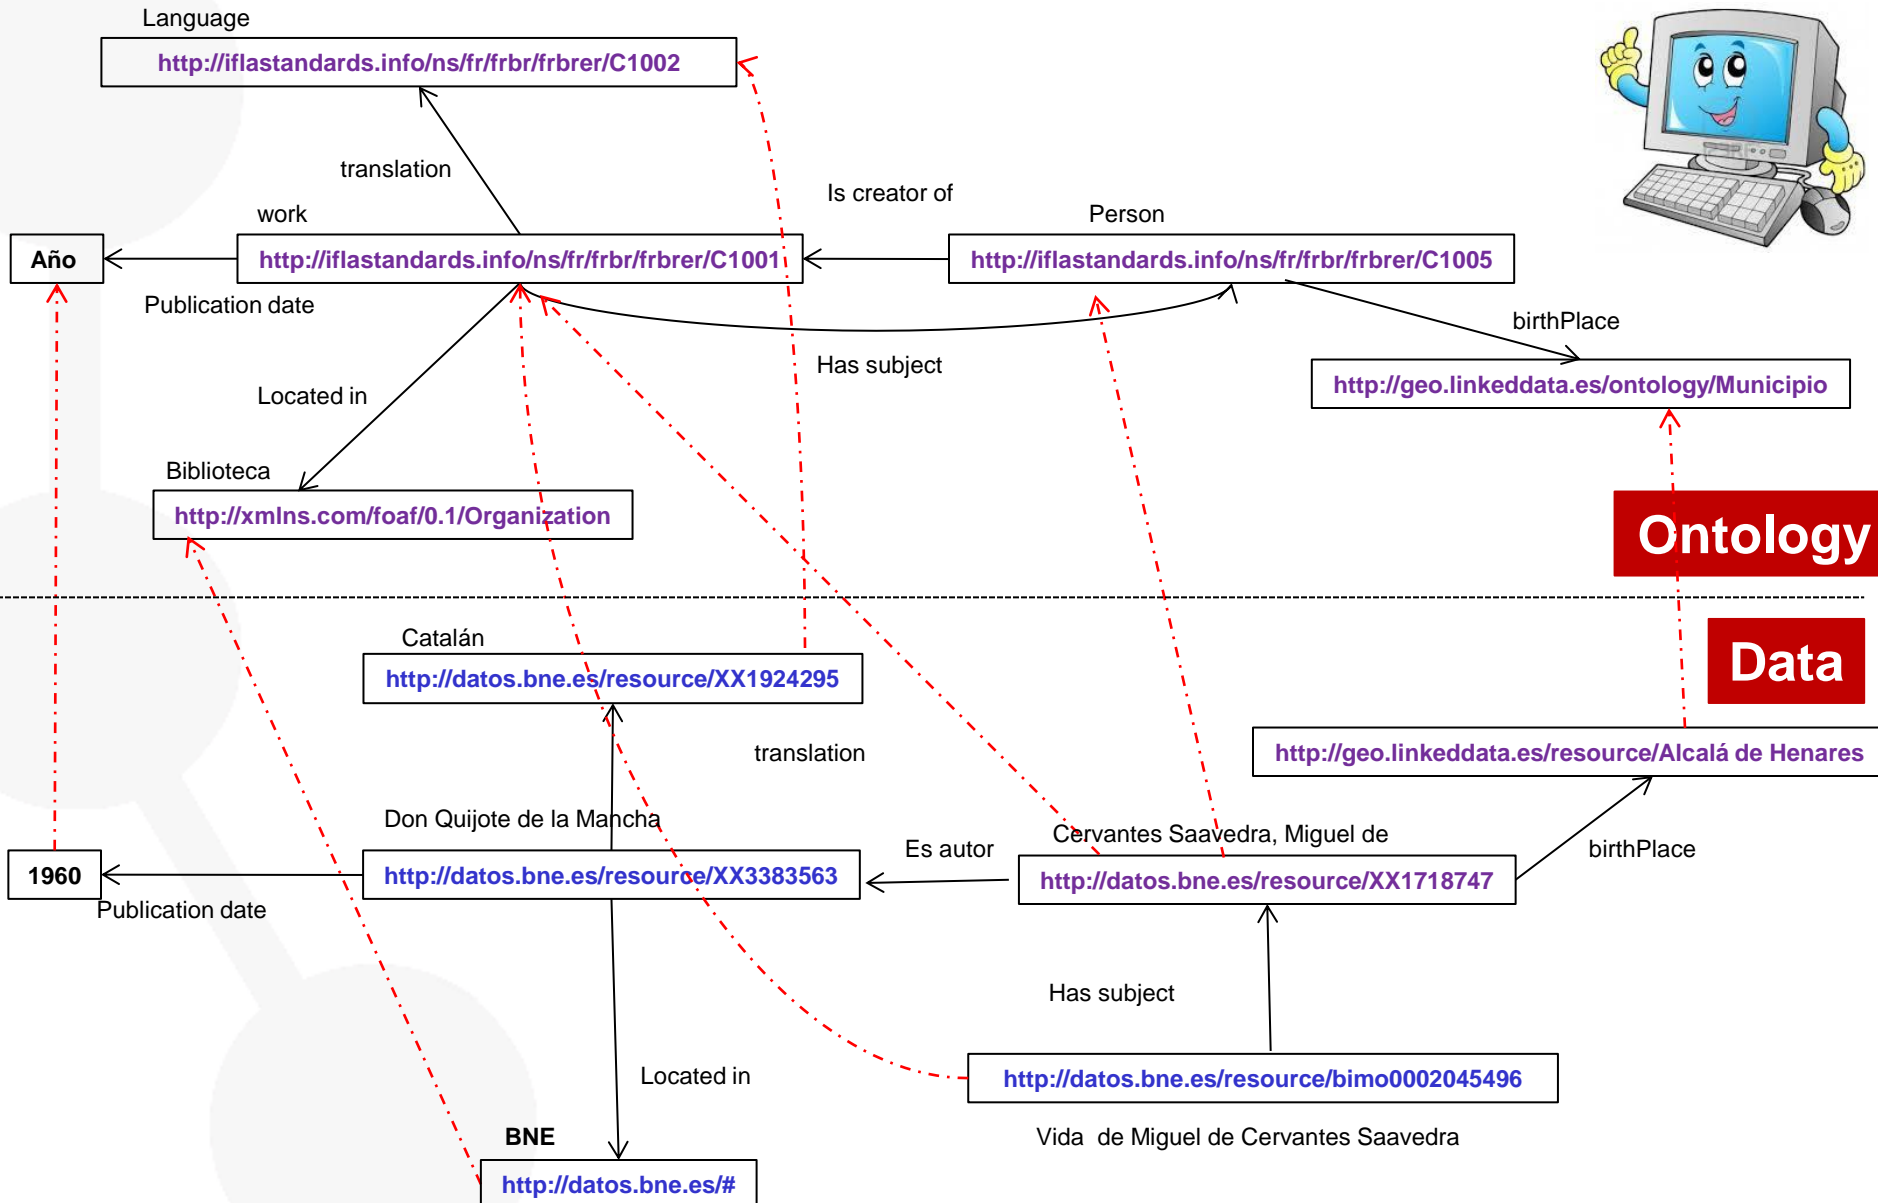 Language
http://iflastandards.info/ns/fr/frbr/frbrer/C1002
translation
Is creator of
work
Person
Año
http://iflastandards.info/ns/fr/frbr/frbrer/C1001
http://iflastandards.info/ns/fr/frbr/frbrer/C1005
Publication date
birthPlace
Has subject
http://geo.linkeddata.es/ontology/Municipio
Located in
Biblioteca
http://xmlns.com/foaf/0.1/Organization
Ontology
Data
Catalán
http://datos.bne.es/resource/XX1924295
translation
http://geo.linkeddata.es/resource/Alcalá de Henares
Don Quijote de la Mancha
Cervantes Saavedra, Miguel de
Es autor
birthPlace
1960
http://datos.bne.es/resource/XX3383563
http://datos.bne.es/resource/XX1718747
Publication date
Has subject
Located in
http://datos.bne.es/resource/bimo0002045496
BNE
Vida  de Miguel de Cervantes Saavedra
http://datos.bne.es/#